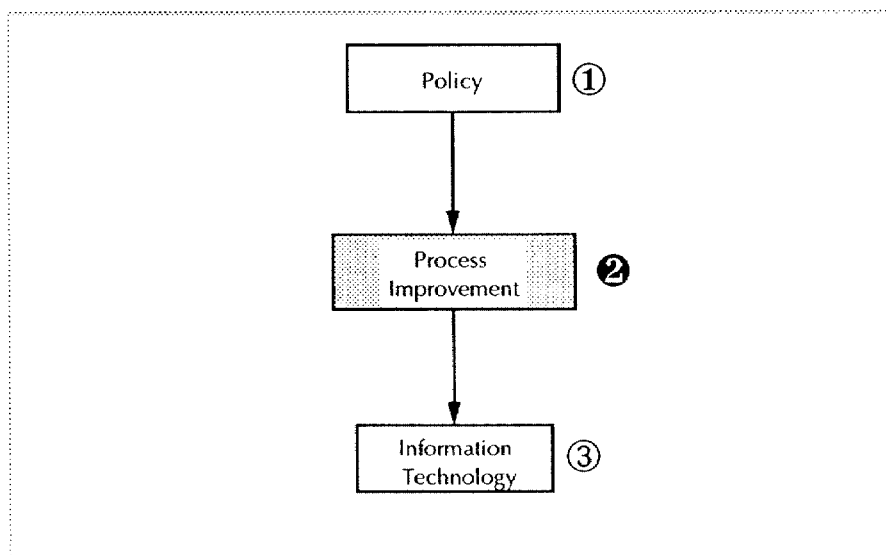 Policy ①
Process
Improvement ❷
Information
Technology ③